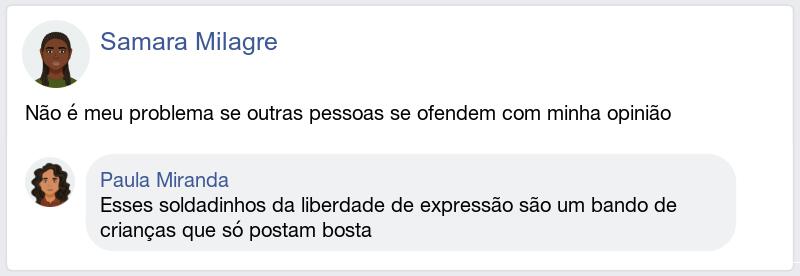 Samara Milagre
Não é meu problema se outras pessoas se ofendem com minha opinião
Paula Miranda
Esses soldadinhos da liberdade de expressão são um bando de
crianças que só postam bosta